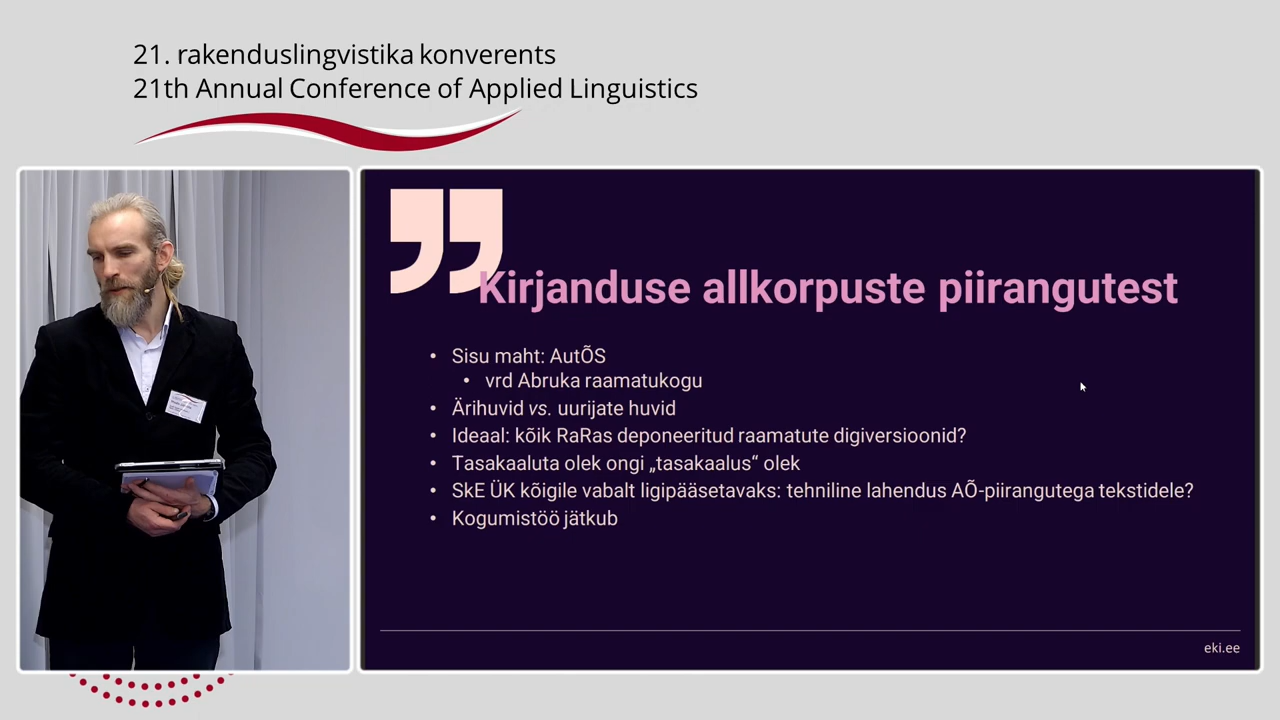 21. rakenduslingvistika konverents
21th Annual Conference of Applied Linguistics
Kirjanduse allkorpuste piirangutest
• Sisu maht: AutÕS
• vrd Abruka raamatukogu
• Ärihuvid vs. uurijate huvid
• Ideaal: kõik RaRas deponeeritud raamatute digiversioonid?
• Tasakaaluta olek ongi „tasakaalus“ olek
• SkE ÜK kõigile vabalt ligipääsetavaks: tehniline lahendus AÕ-piirangutega tekstidele?
• Kogumistöö jätkub
eki.ee